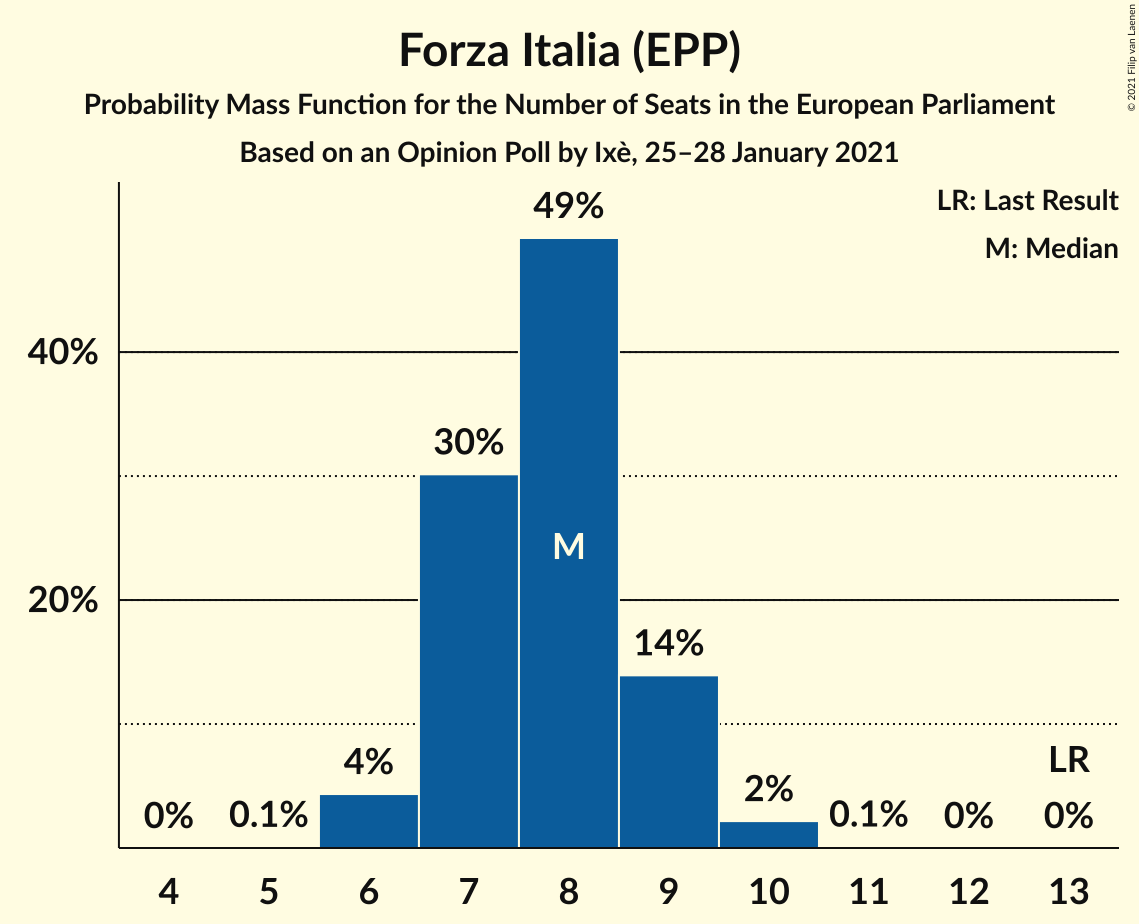 Forza Italia (EPP)
Probability Mass Function for the Number of Seats in the European Parliament
Based on an Opinion Poll by Ixè, 25–28 January 2021
© 2021 Filip van Laenen
LR: Last Result
M: Median
49%
40%
30%
M
20%
14%
4%
2%
LR
0%
0.1%
0.1%
0%
0%
4 5 6 7 8 9 10 11 12 13